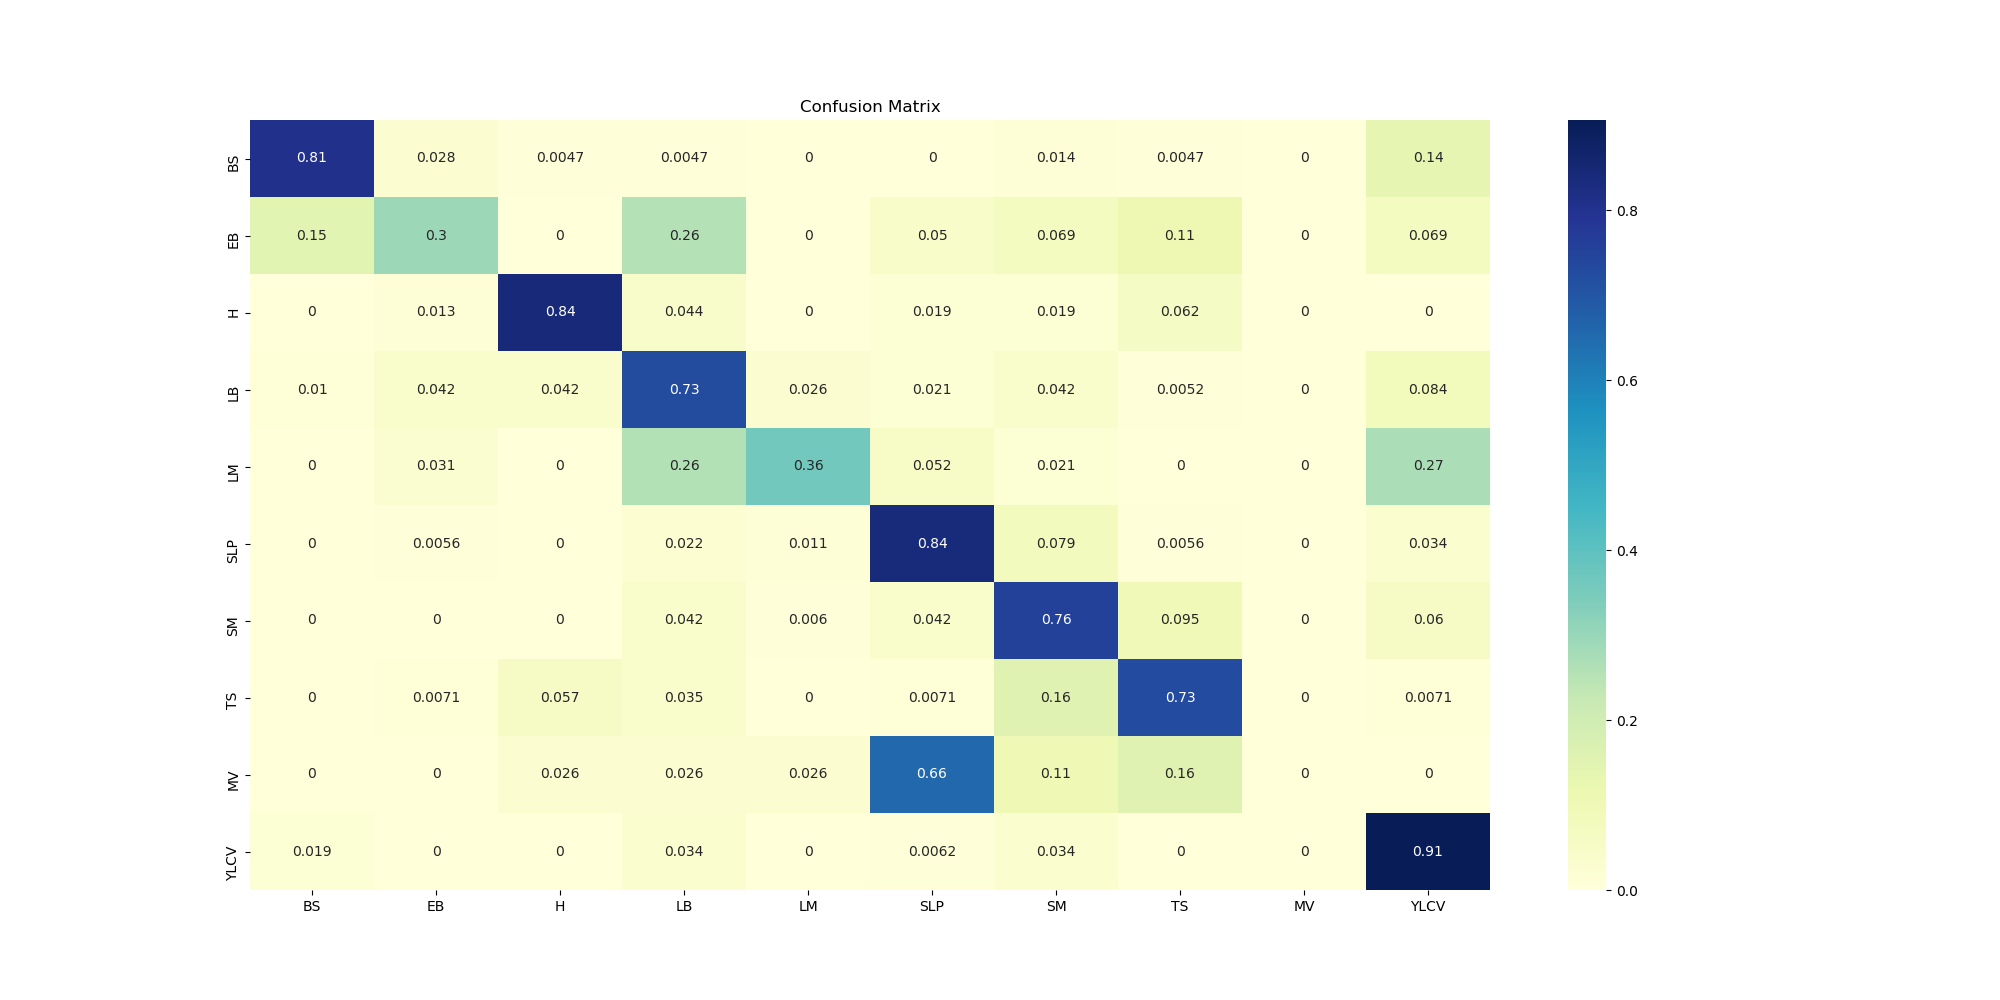 Confusion Matrix
BS 0.81 0.028 0.0047 0.0047 0 0 0.014 0.0047 0 0.14
EB 0.15 0.3 0 0.26 0 0.05 0.069 0.11 0 0.069
H 0 0.013 0.84 0.044 0 0.019 0.019 0.062 0 0
LB 0.01 0.042 0.042 0.73 0.026 0.021 0.042 0.0052 0 0.084
LM 0 0.031 0 0.26 0.36 0.052 0.021 0 0 0.27
SLP 0 0.0056 0 0.022 0.011 0.84 0.079 0.0056 0 0.034
SM 0 0 0 0.042 0.006 0.042 0.76 0.095 0 0.06
TS 0 0.0071 0.057 0.035 0 0.0071 0.16 0.73 0 0.0071
MV 0 0 0.026 0.026 0.026 0.66 0.11 0.16 0 0
YLCV 0.019 0 0 0.034 0 0.0062 0.034 0 0 0.91
BS EB H LB LM SLP SM TS MV YLCV
0.8
0.6
0.4
0.2
0.0